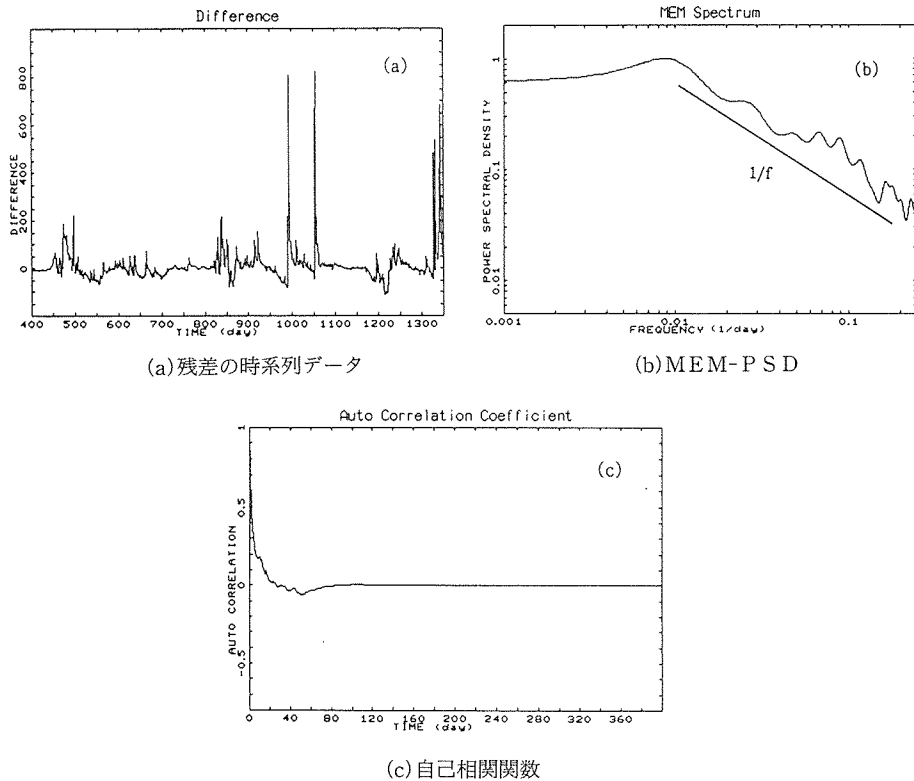 Difference
(a)
DIFFERENCE
0 200 400 600 800
400 500 600 700 800 900 1000 1100 1200 1300
TIME (day)
(a)残差の時系列データ
MEM Spectrum
(b)
1/f
POWER SPECTRAL DENSITY
0.01 0.1 1
0.001 0.01 0.1
FREQUENCY (1/day)
(b)MEM-PSD
Auto Correlation Coefficient
(c)
AUTO CORRELATION
-0.5 0 0.5 1
0 40 80 120 160 200 240 280 320 360
TIME (day)
(c)自己相関関数